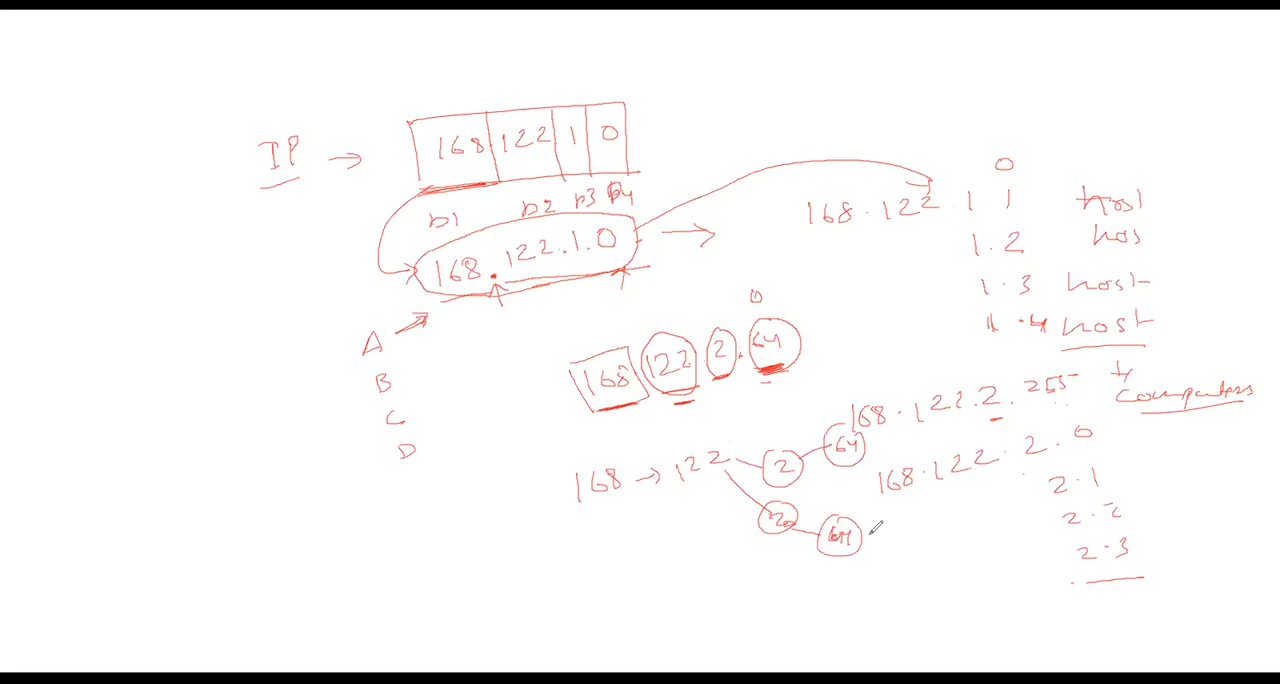 IP → 168 122 1 0
b1 b2 b3 b4
168.122.1.0 →
A
B
C
D
0
168.122.1.1 host
1.2 hos
1.3 host
1.4 host
computers
0
168 122 2.64
168.122.2.255
168 → 122 2 64
2 64
168.122.2.0
2.1
2.2
2.3